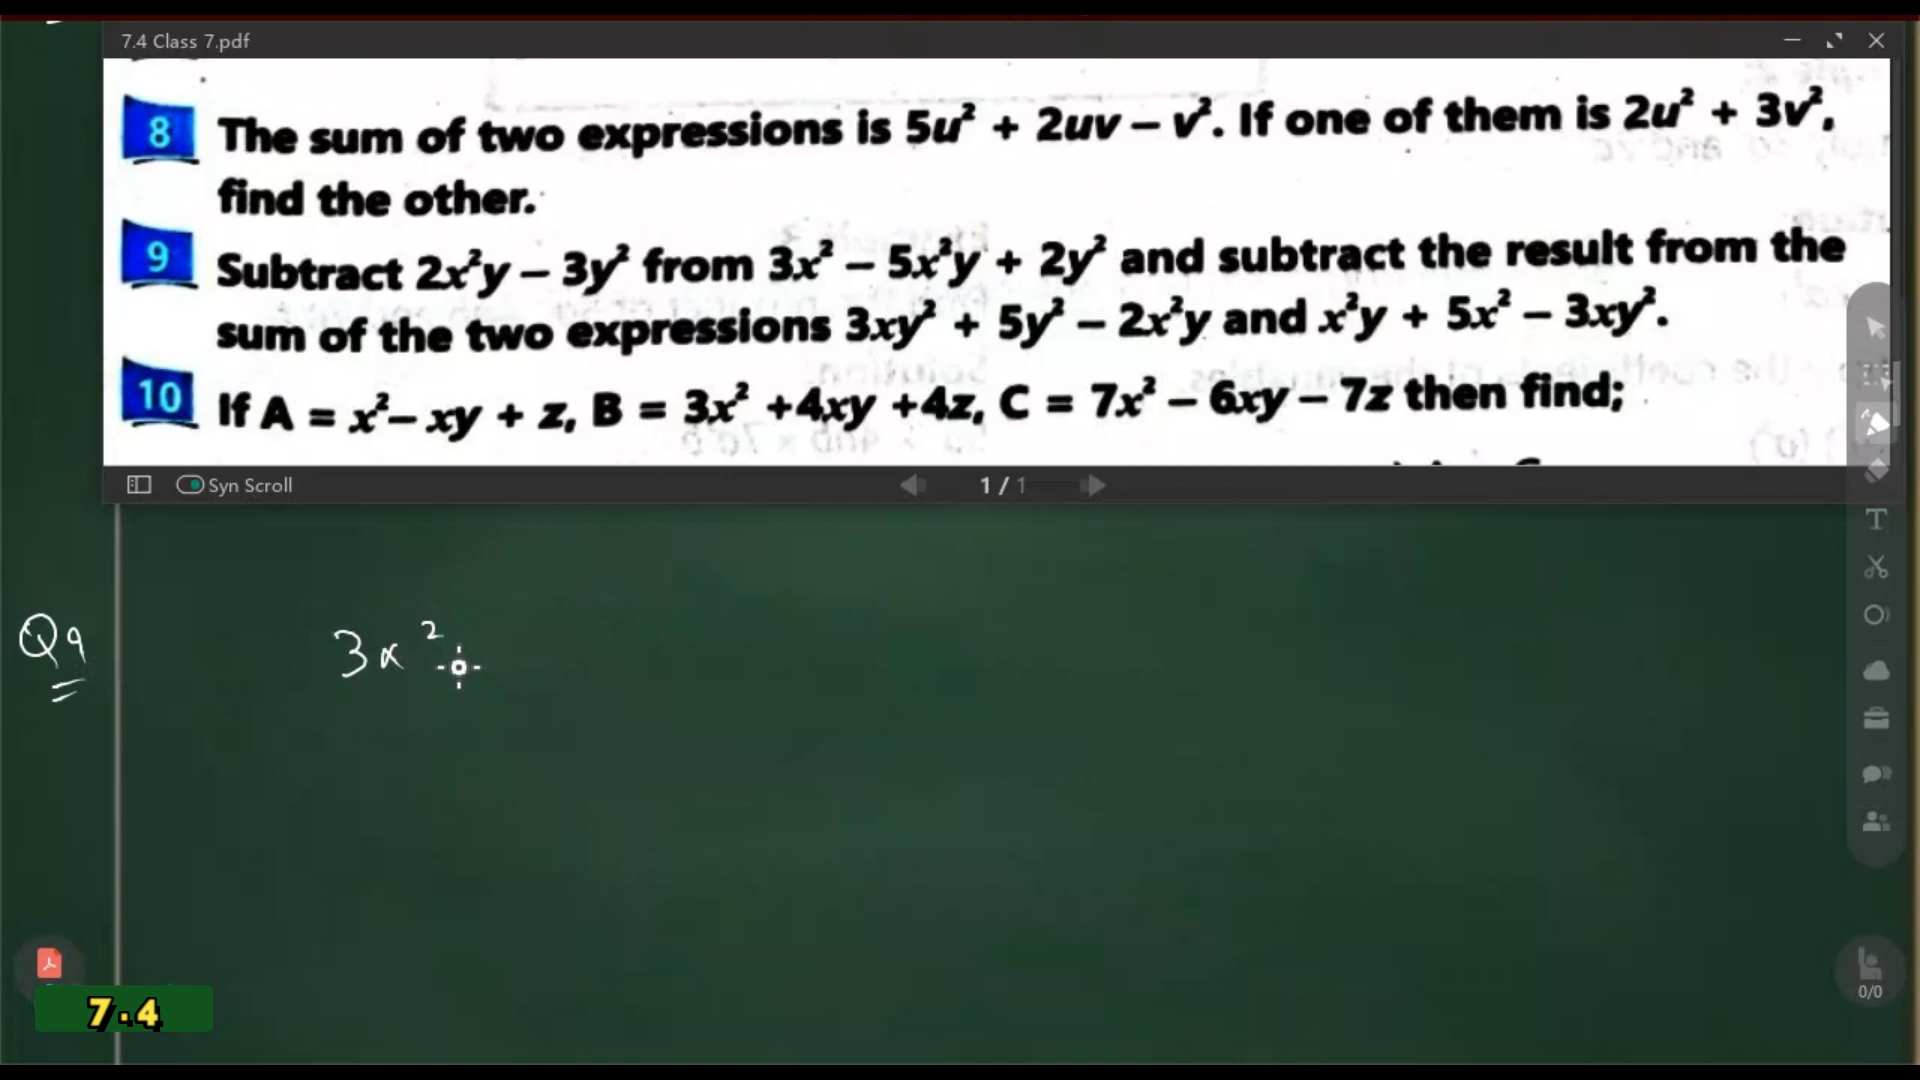 7.4 Class 7.pdf
8 The sum of two expressions is 5u² + 2uv – v². If one of them is 2u² + 3v²,
find the other.
9 Subtract 2x²y – 3y² from 3x² – 5x²y + 2y² and subtract the result from the
sum of the two expressions 3xy² + 5y² – 2x²y and x²y + 5x² – 3xy².
10 If A = x² – xy + z, B = 3x² +4xy +4z, C = 7x² – 6xy – 7z then find;
Syn Scroll
1 / 1
Q9
3x²
0/0
7.4